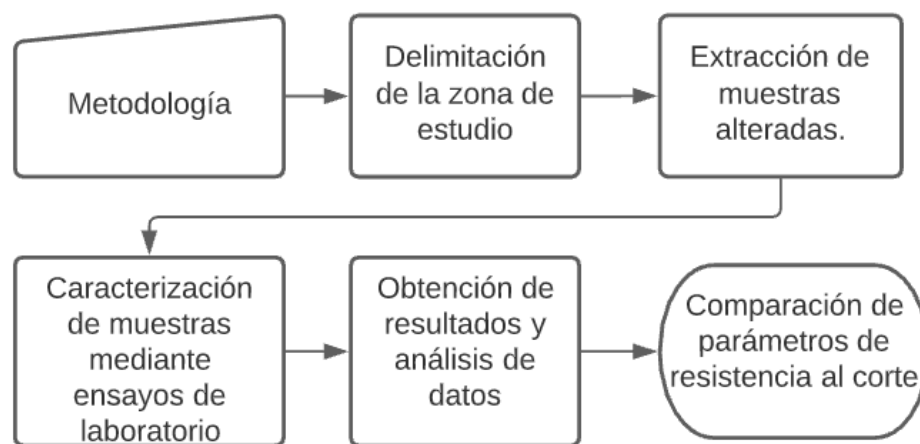 Metodología
Delimitación
de la zona de
estudio
Extracción de
muestras
alteradas.
Caracterización
de muestras
mediante
ensayos de
laboratorio
Obtención de
resultados y
análisis de
datos
Comparación de
parámetros de
resistencia al corte